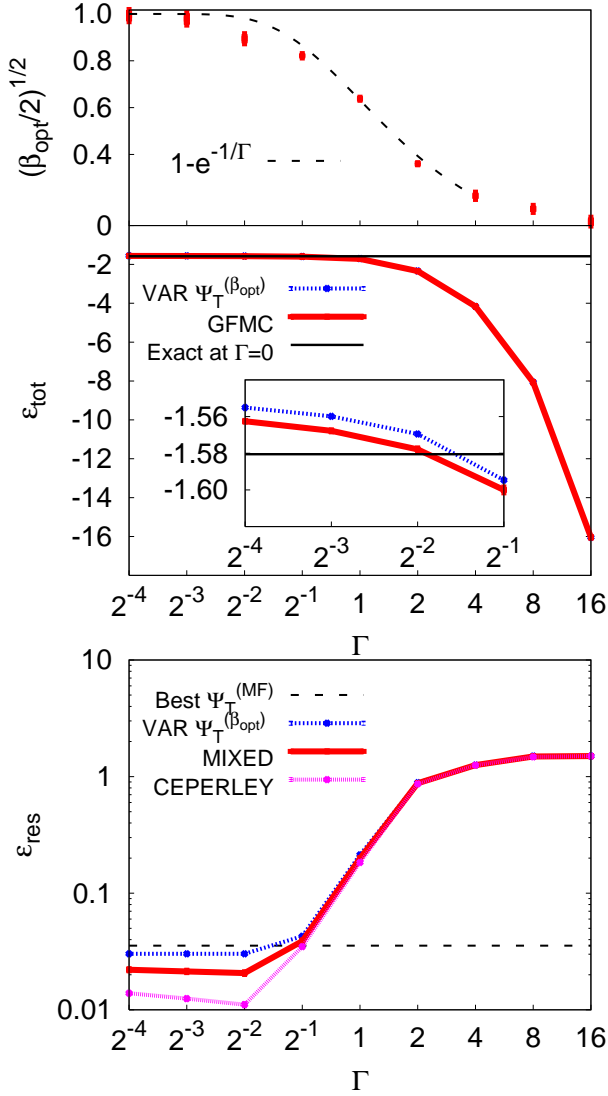 1.0
0.8
0.6
0.4
0
(β_opt/2)^1/2
1-e^-1/Γ
-2
-4
-6
-8
-10
-12
-14
-16
ε_tot
VAR Ψ_T^(β_opt)
GFMC
Exact at Γ=0
-1.56
-1.58
-1.60
2^-4 2^-3 2^-2 2^-1
2^-4 2^-3 2^-2 2^-1 1 2 4 8 16
Γ
10
1
0.1
0.01
ε_res
Best Ψ_T^(MF)
VAR Ψ_T^(β_opt)
MIXED
CEPERLEY
2^-4 2^-3 2^-2 2^-1 1 2 4 8 16
Γ